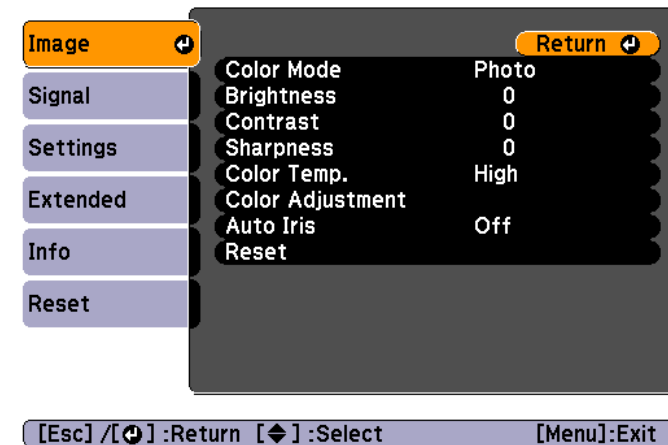 Image
Signal
Settings
Extended
Info
Reset
Return
Color Mode Photo
Brightness 0
Contrast 0
Sharpness 0
Color Temp. High
Color Adjustment
Auto Iris Off
Reset
[Esc] /[ ] :Return [ ] :Select [Menu]:Exit